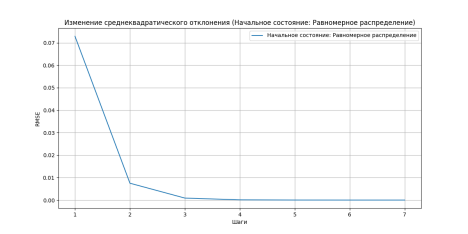 Изменение среднеквадратического отклонения (Начальное состояние: Равномерное распределение)
Начальное состояние: Равномерное распределение
0.07
0.06
0.05
0.04
0.03
0.02
0.01
0.00
RMSE
1 2 3 4 5 6 7
Шаги